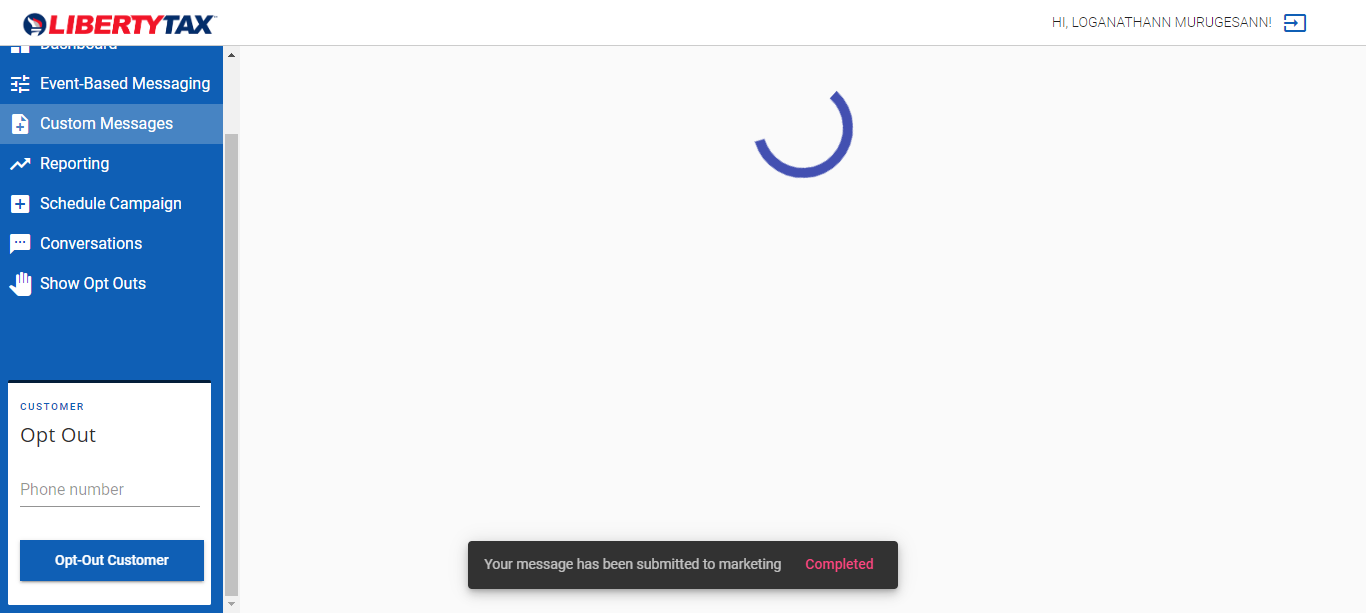 LIBERTYTAX
HI, LOGANATHANN MURUGESANN!
Dashboard
Event-Based Messaging
Custom Messages
Reporting
Schedule Campaign
Conversations
Show Opt Outs
CUSTOMER
Opt Out
Phone number
Opt-Out Customer
Your message has been submitted to marketing Completed